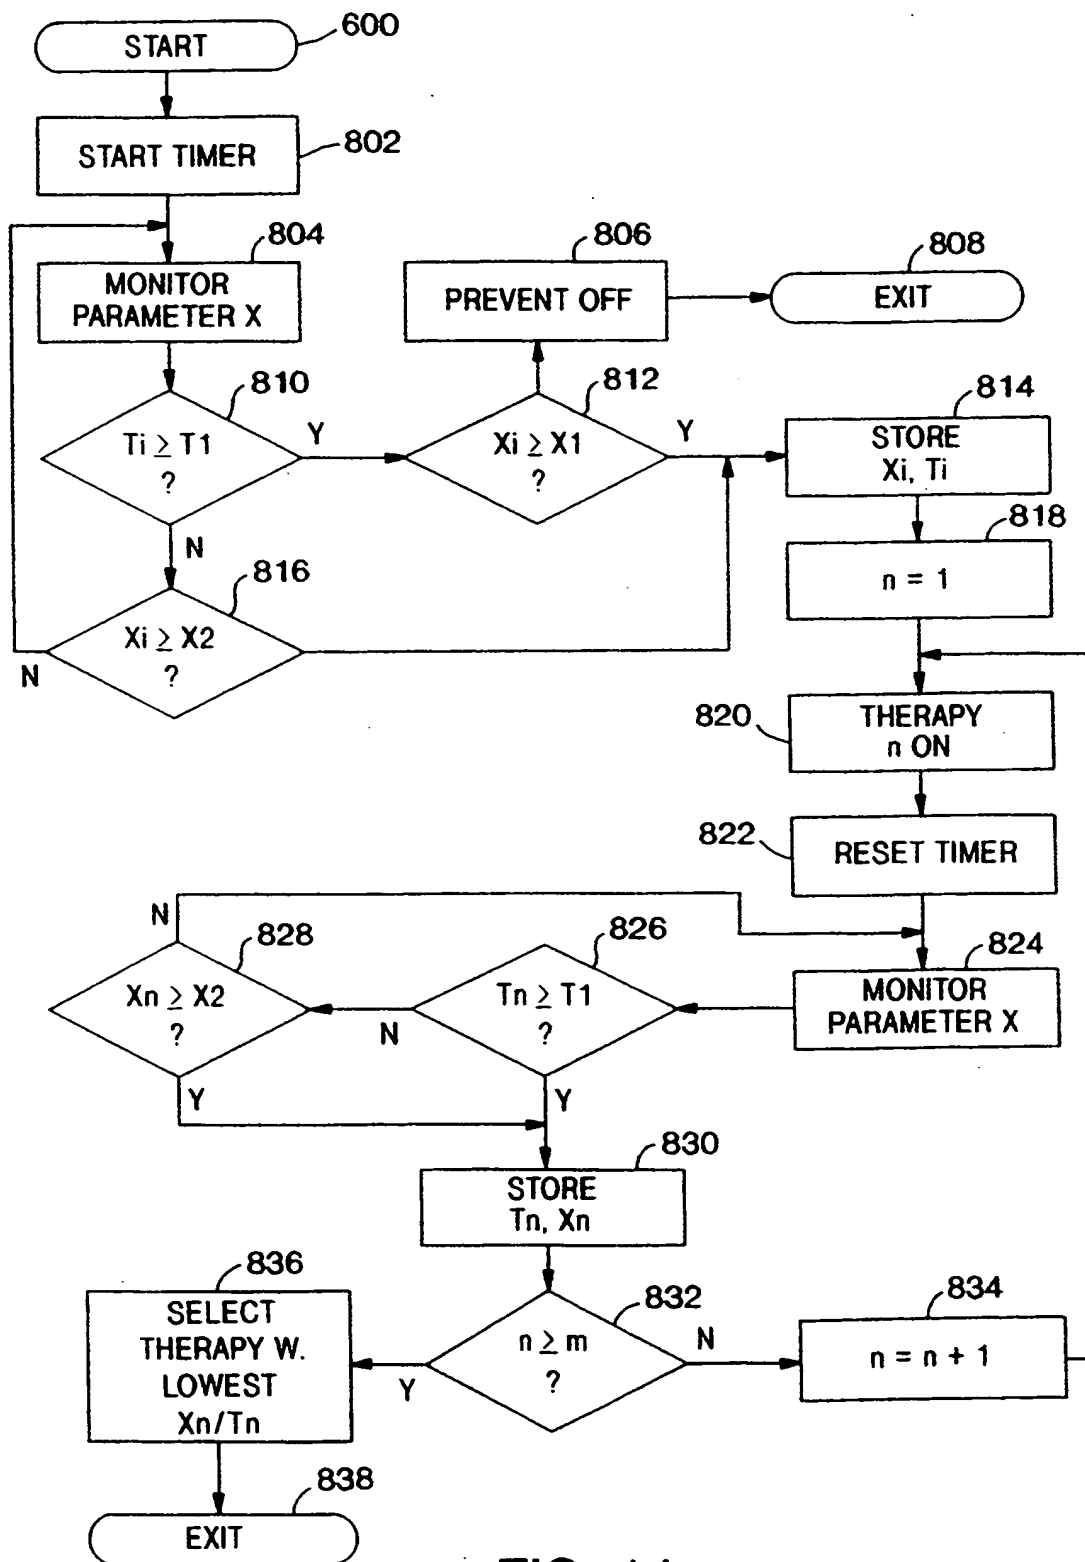 START
600
START TIMER
802
MONITOR
PARAMETER X
804
PREVENT OFF
806
EXIT
808
Ti ≥ T1
?
810
Y
N
Xi ≥ X1
?
812
Y
STORE
Xi, Ti
814
Xi ≥ X2
?
816
N
n = 1
818
THERAPY
n ON
820
RESET TIMER
822
MONITOR
PARAMETER X
824
Tn ≥ T1
?
826
N
Y
Xn ≥ X2
?
828
N
Y
STORE
Tn, Xn
830
n ≥ m
?
832
Y
N
n = n + 1
834
SELECT
THERAPY W.
LOWEST
Xn/Tn
836
EXIT
838